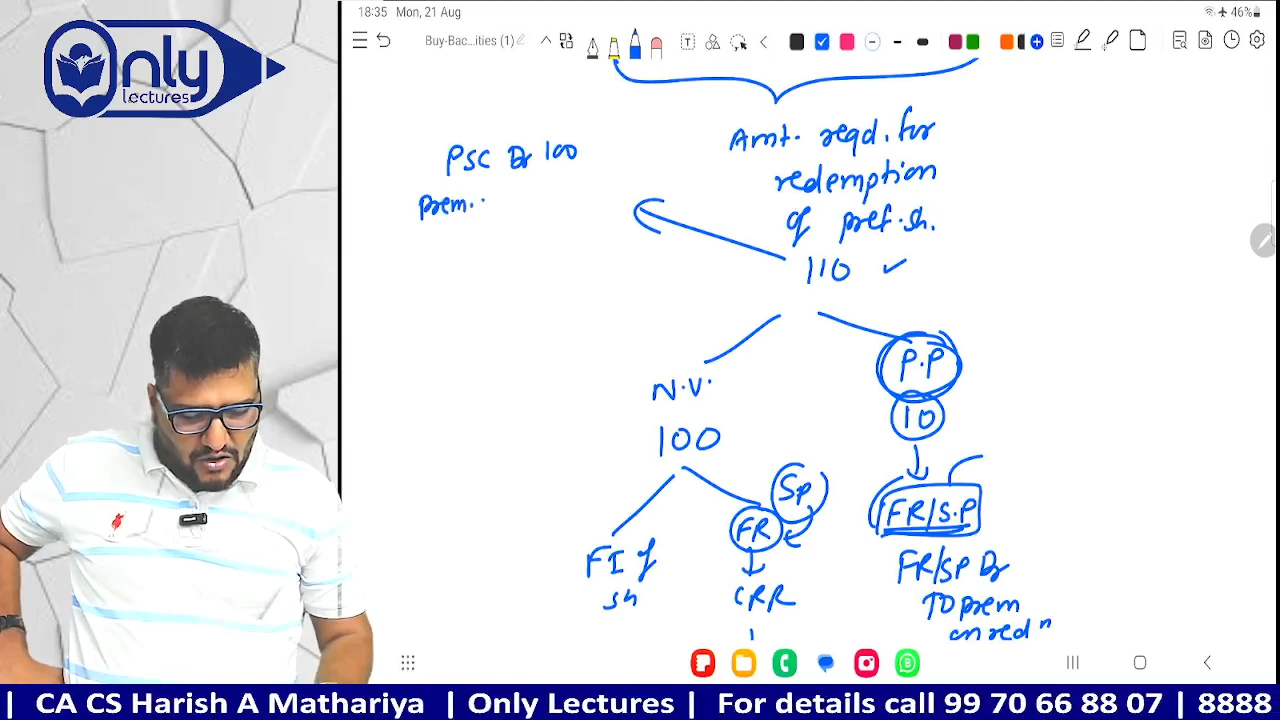 18:35 Mon, 21 Aug
46%
Only
lectures
Buy-Bac...ities (1)
PSC Dr 100
prem..
Amt. reqd. for
redemption
of pref.sh.
110 ✓
N.V.
100
P.P
10
FI of
sh
Sp
FR
CRR
FR/S.P
FR/SP Dr
To prem
on redn
| CA CS Harish A Mathariya | Only Lectures | For details call 99 70 66 88 07 | 8888